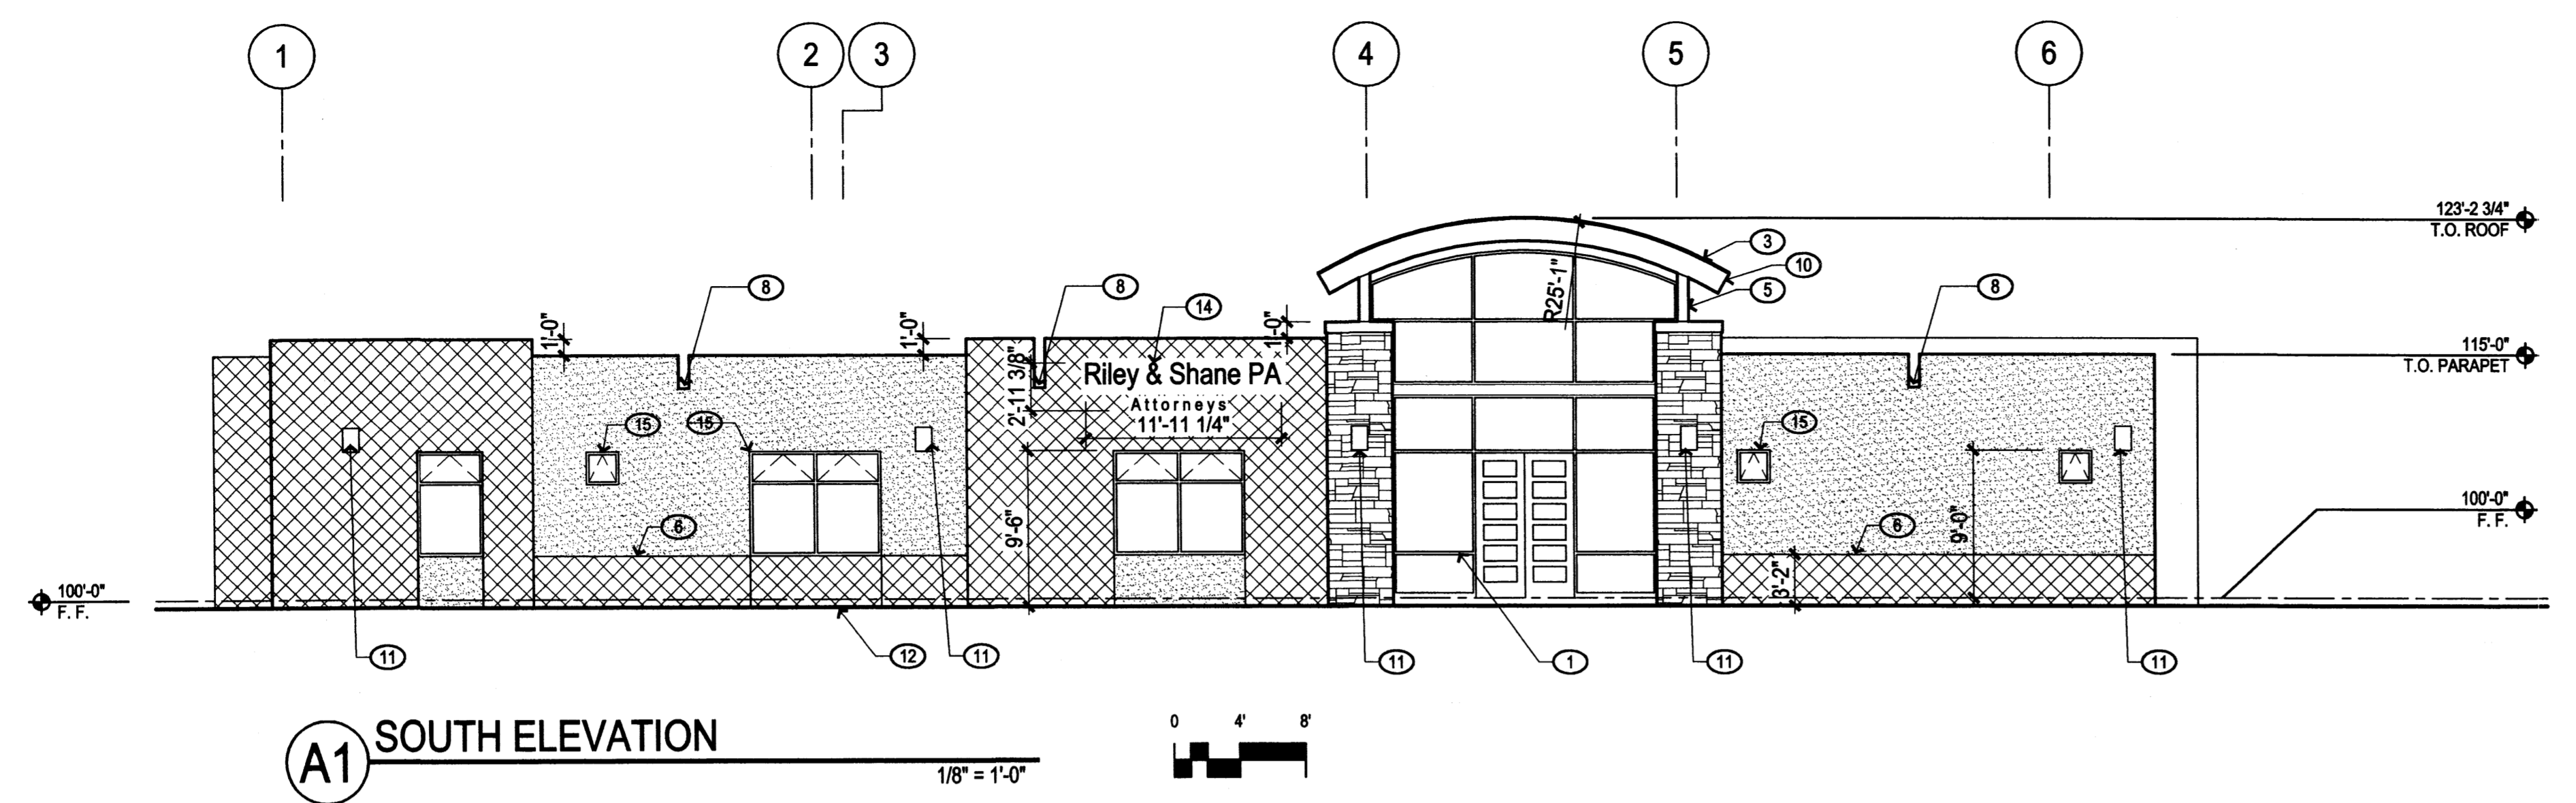 1 2 3 4 5 6
123'-2 3/4"
T.O. ROOF
3
10
5
R25'-1"
8 8 14 8
1'-0" 1'-0" 1'-0"
115'-0"
T.O. PARAPET
2'-11 3/8"
Riley & Shane PA
Attorneys
11'-11 1/4"
15 15 15
100'-0"
F. F.
6 9'-6" 6 9'-0"
3'-2"
100'-0"
F. F.
11 12 11 11 1 11 11
A1 SOUTH ELEVATION
1/8" = 1'-0"
0 4' 8'